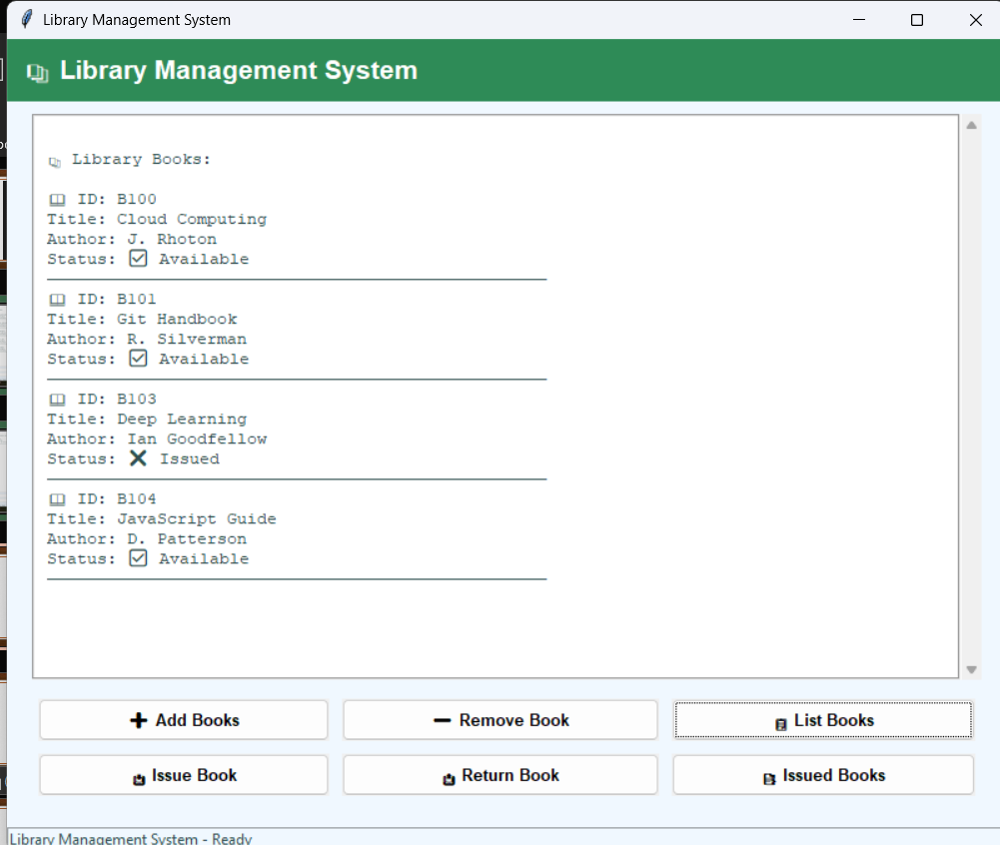 Library Management System
Library Management System
Library Books:
ID: B100
Title: Cloud Computing
Author: J. Rhoton
Status: ☑ Available
ID: B101
Title: Git Handbook
Author: R. Silverman
Status: ☑ Available
ID: B103
Title: Deep Learning
Author: Ian Goodfellow
Status: ❌ Issued
ID: B104
Title: JavaScript Guide
Author: D. Patterson
Status: ☑ Available
➕ Add Books
➖ Remove Book
List Books
Issue Book
Return Book
Issued Books
Library Management System - Ready